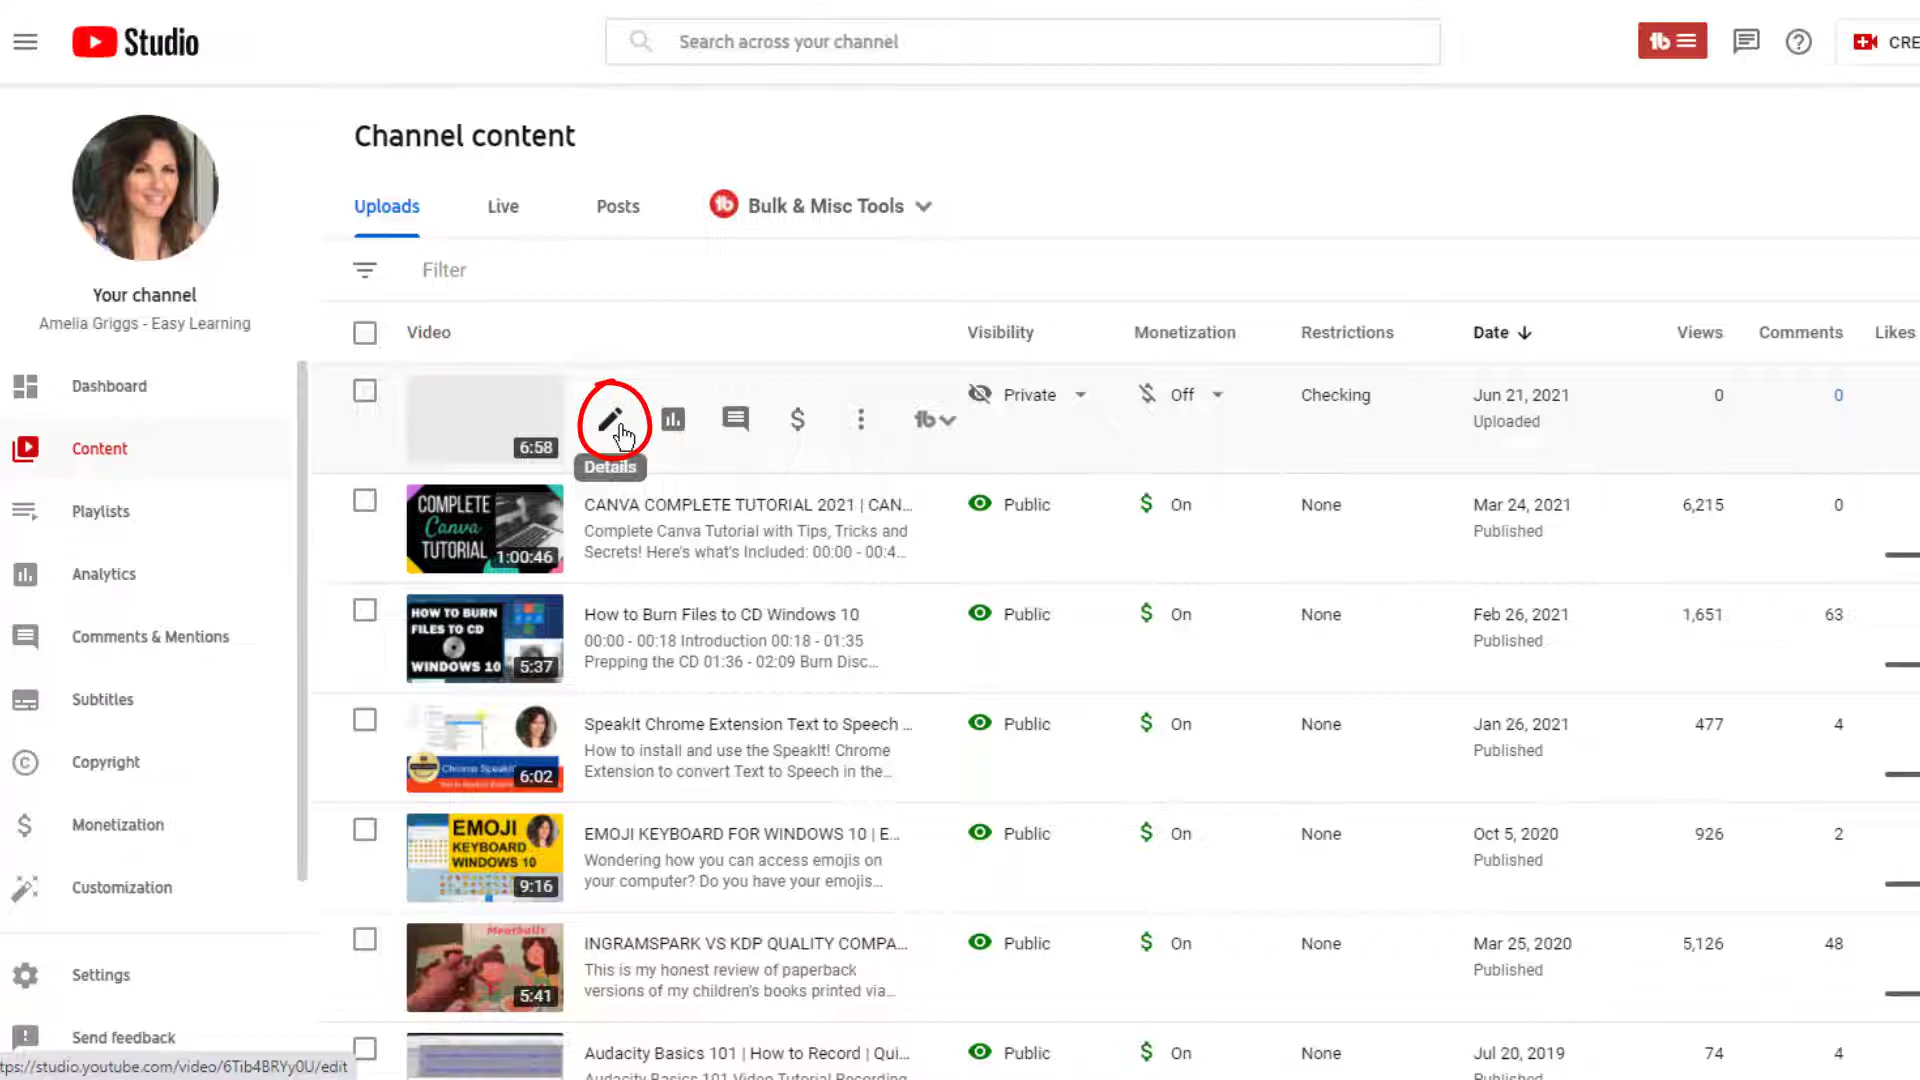 Studio
Search across your channel
CRE
Channel content
Uploads
Live
Posts
Bulk & Misc Tools
Filter
Your channel
Amelia Griggs - Easy Learning
Dashboard
Content
Playlists
Analytics
Comments & Mentions
Subtitles
Copyright
Monetization
Customization
Settings
Send feedback
Video Visibility Monetization Restrictions Date Views Comments Likes
6:58
Details
Private Off Checking Jun 21, 2021 0 0
Uploaded
COMPLETE
Canva
TUTORIAL
1:00:46
CANVA COMPLETE TUTORIAL 2021 | CAN...
Complete Canva Tutorial with Tips, Tricks and
Secrets! Here's what's Included: 00:00 - 00:4...
Public On None Mar 24, 2021 6,215 0
Published
HOW TO BURN
FILES TO CD
WINDOWS 10
5:37
How to Burn Files to CD Windows 10
00:00 - 00:18 Introduction 00:18 - 01:35
Prepping the CD 01:36 - 02:09 Burn Disc...
Public On None Feb 26, 2021 1,651 63
Published
Chrome SpeakIt
6:02
SpeakIt Chrome Extension Text to Speech ...
How to install and use the SpeakIt! Chrome
Extension to convert Text to Speech in the...
Public On None Jan 26, 2021 477 4
Published
EMOJI
KEYBOARD
WINDOWS 10
9:16
EMOJI KEYBOARD FOR WINDOWS 10 | E...
Wondering how you can access emojis on
your computer? Do you have your emojis...
Public On None Oct 5, 2020 926 2
Published
Meatballs
5:41
INGRAMSPARK VS KDP QUALITY COMPA...
This is my honest review of paperback
versions of my children's books printed via...
Public On None Mar 25, 2020 5,126 48
Published
Audacity Basics 101 | How to Record | Qui...
Audacity Basics 101 Video Tutorial Recording
Public On None Jul 20, 2019 74 4
Published
tps://studio.youtube.com/video/6Tib4BRYy0U/edit